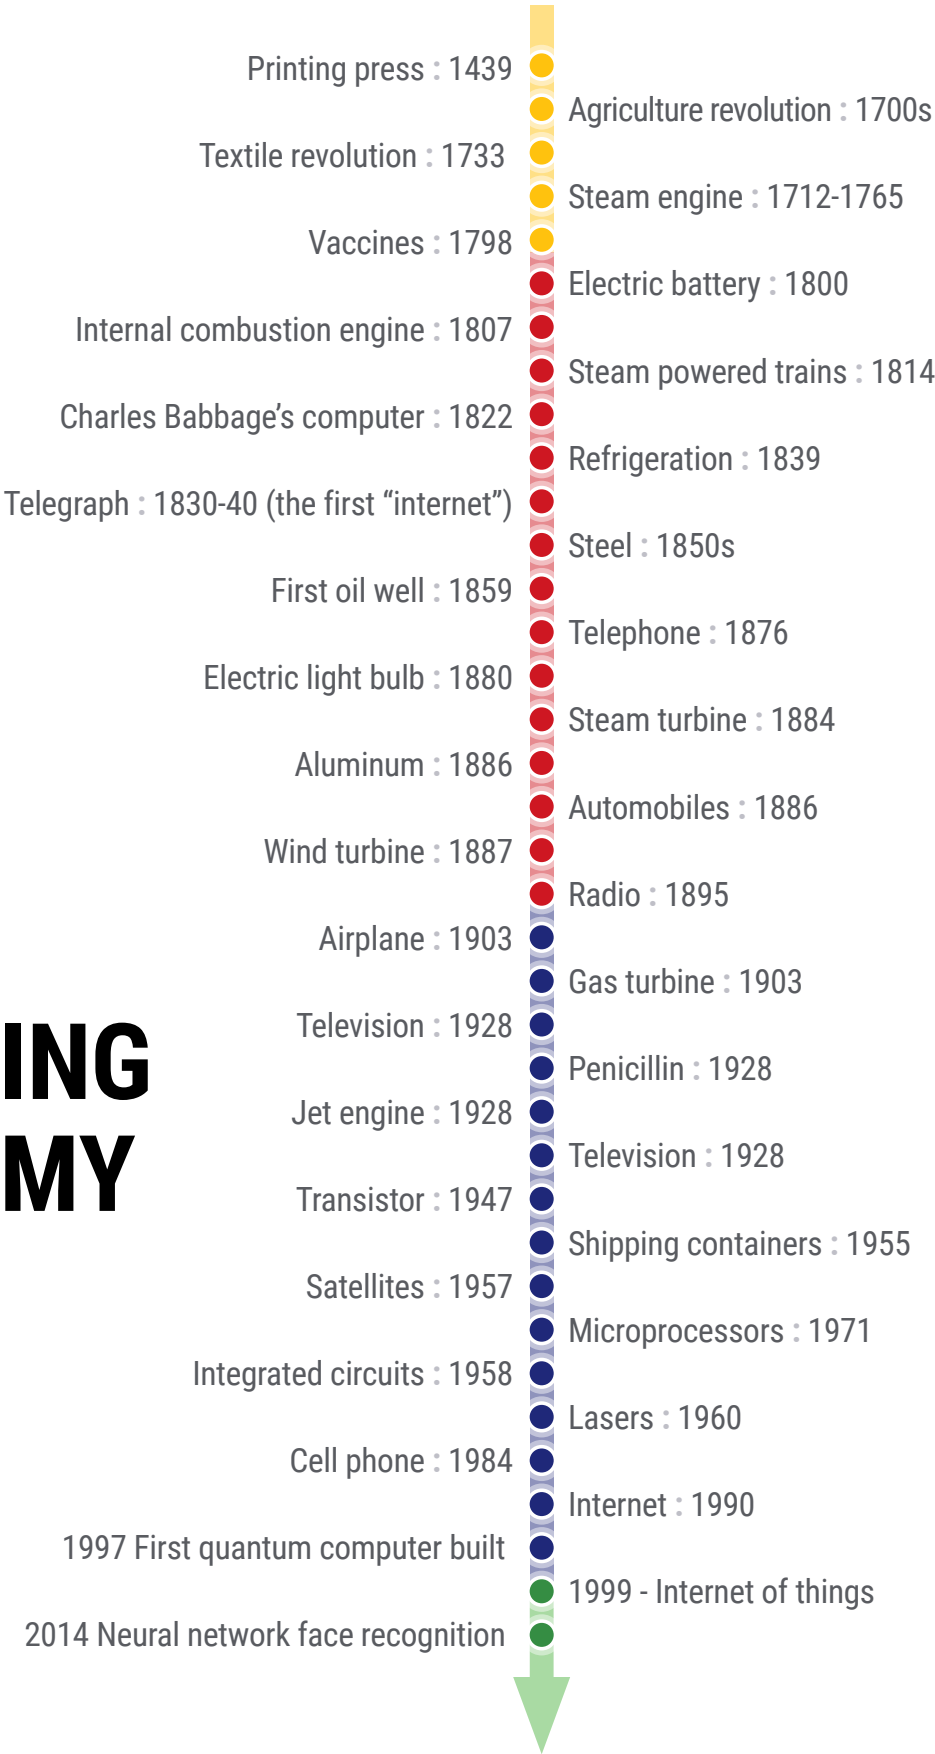 Printing press : 1439
Agriculture revolution : 1700s
Textile revolution : 1733
Steam engine : 1712-1765
Vaccines : 1798
Electric battery : 1800
Internal combustion engine : 1807
Steam powered trains : 1814
Charles Babbage’s computer : 1822
Refrigeration : 1839
Telegraph : 1830-40 (the first “internet”)
Steel : 1850s
First oil well : 1859
Telephone : 1876
Electric light bulb : 1880
Steam turbine : 1884
Aluminum : 1886
Automobiles : 1886
Wind turbine : 1887
Radio : 1895
Airplane : 1903
Gas turbine : 1903
Television : 1928
ING
Penicillin : 1928
Jet engine : 1928
Television : 1928
MY
Transistor : 1947
Shipping containers : 1955
Satellites : 1957
Microprocessors : 1971
Integrated circuits : 1958
Lasers : 1960
Cell phone : 1984
Internet : 1990
1997 First quantum computer built
1999 - Internet of things
2014 Neural network face recognition